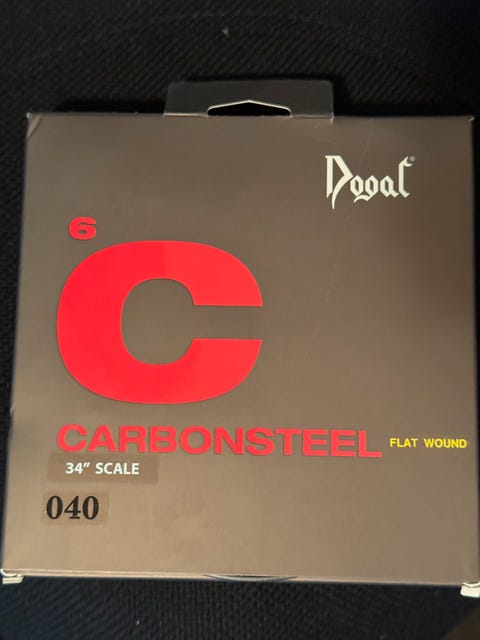 Dogal®
6
C
CARBONSTEEL FLAT WOUND
34” SCALE
040